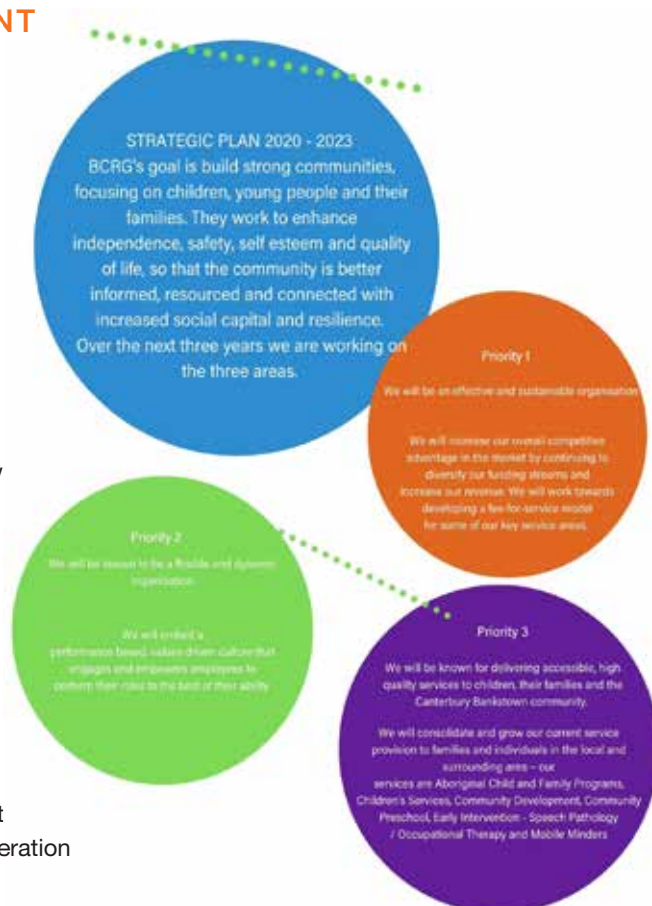 NT
STRATEGIC PLAN 2020 - 2023
BCRG's goal is build strong communities,
focusing on children, young people and their
families. They work to enhance
independence, safety, self esteem and quality
of life, so that the community is better
informed, resourced and connected with
increased social capital and resilience.
Over the next three years we are working on
the three areas.
Priority 1
We will be an effective and sustainable organisation
We will increase our overall competitive
advantage in the market by continuing to
diversify our funding streams and
increase our revenue. We will work towards
developing a fee-for-service model
for some of our key service areas.
Priority 2
We will be known to be a flexible and dynamic
organisation
We will embed a
performance based, values driven culture that
engages and empowers employees to
perform their roles to the best of their ability
Priority 3
We will be known for delivering accessible, high
quality services to children, their families and the
Canterbury Bankstown community.
We will consolidate and grow our current service
provision to families and individuals in the local and
surrounding area – our
services are Aboriginal Child and Family Programs,
Children's Services, Community Development, Community
Preschool, Early Intervention - Speech Pathology
/ Occupational Therapy and Mobile Minders
t
eration